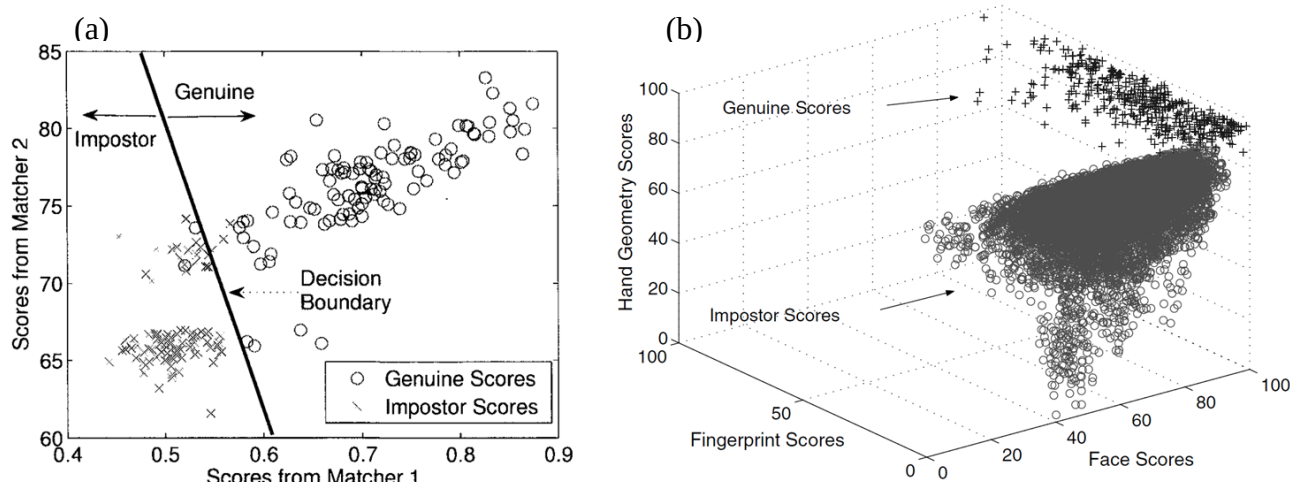 (a)
85
80
75
70
65
60
Scores from Matcher 2
Genuine
Impostor
Decision
Boundary
Genuine Scores
Impostor Scores
0.4
0.5
0.6
0.7
0.8
0.9
Scores from Matcher 1
(b)
100
80
60
40
20
0
Hand Geometry Scores
Genuine Scores
Impostor Scores
100
50
0
Fingerprint Scores
0
20
40
60
80
100
Face Scores